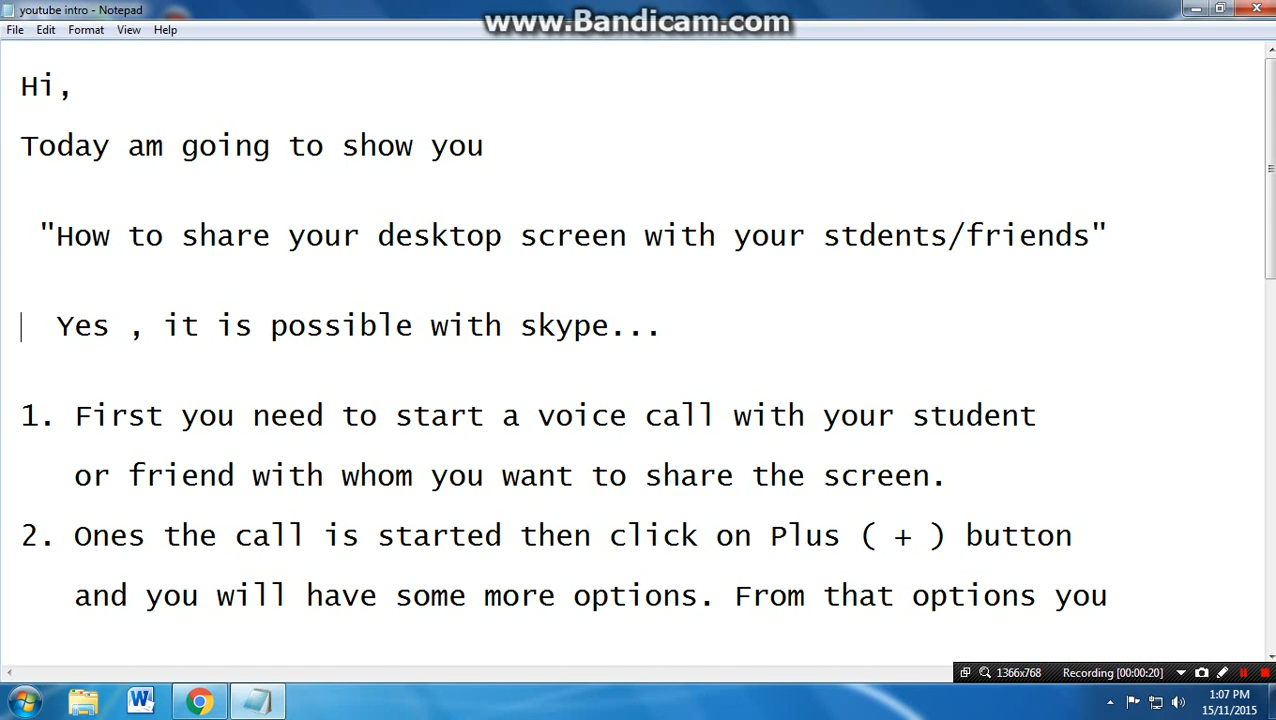 youtube intro - Notepad
www.Bandicam.com
File Edit Format View Help
Hi,
Today am going to show you
"How to share your desktop screen with your stdents/friends"
Yes , it is possible with skype...
1. First you need to start a voice call with your student
or friend with whom you want to share the screen.
2. Ones the call is started then click on Plus ( + ) button
and you will have some more options. From that options you
1366x768 Recording [00:00:20]
W
1:07 PM
15/11/2015